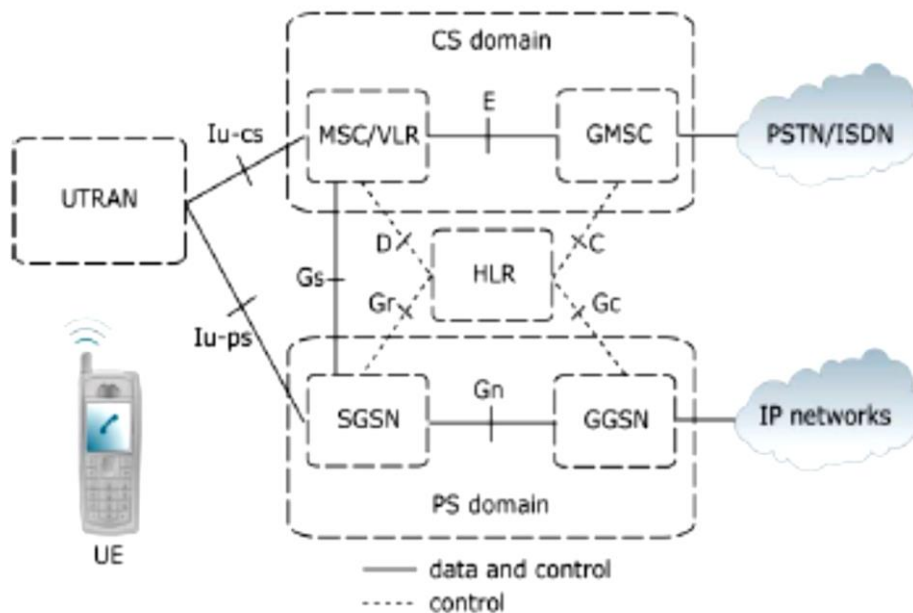 CS domain
E
Iu-cs
MSC/VLR
GMSC
PSTN/ISDN
UTRAN
D
C
HLR
Gs
Gr
Gc
Iu-ps
Gn
SGSN
GGSN
IP networks
PS domain
UE
data and control
control